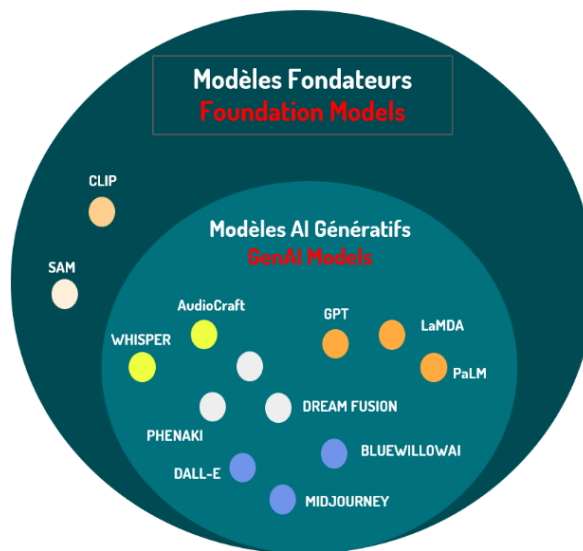 Modèles Fondateurs
Foundation Models
CLIP
SAM
Modèles AI Génératifs
GenAI Models
AudioCraft
GPT
LaMDA
WHISPER
PaLM
DREAM FUSION
PHENAKI
BLUEWILLOWAI
DALL-E
MIDJOURNEY